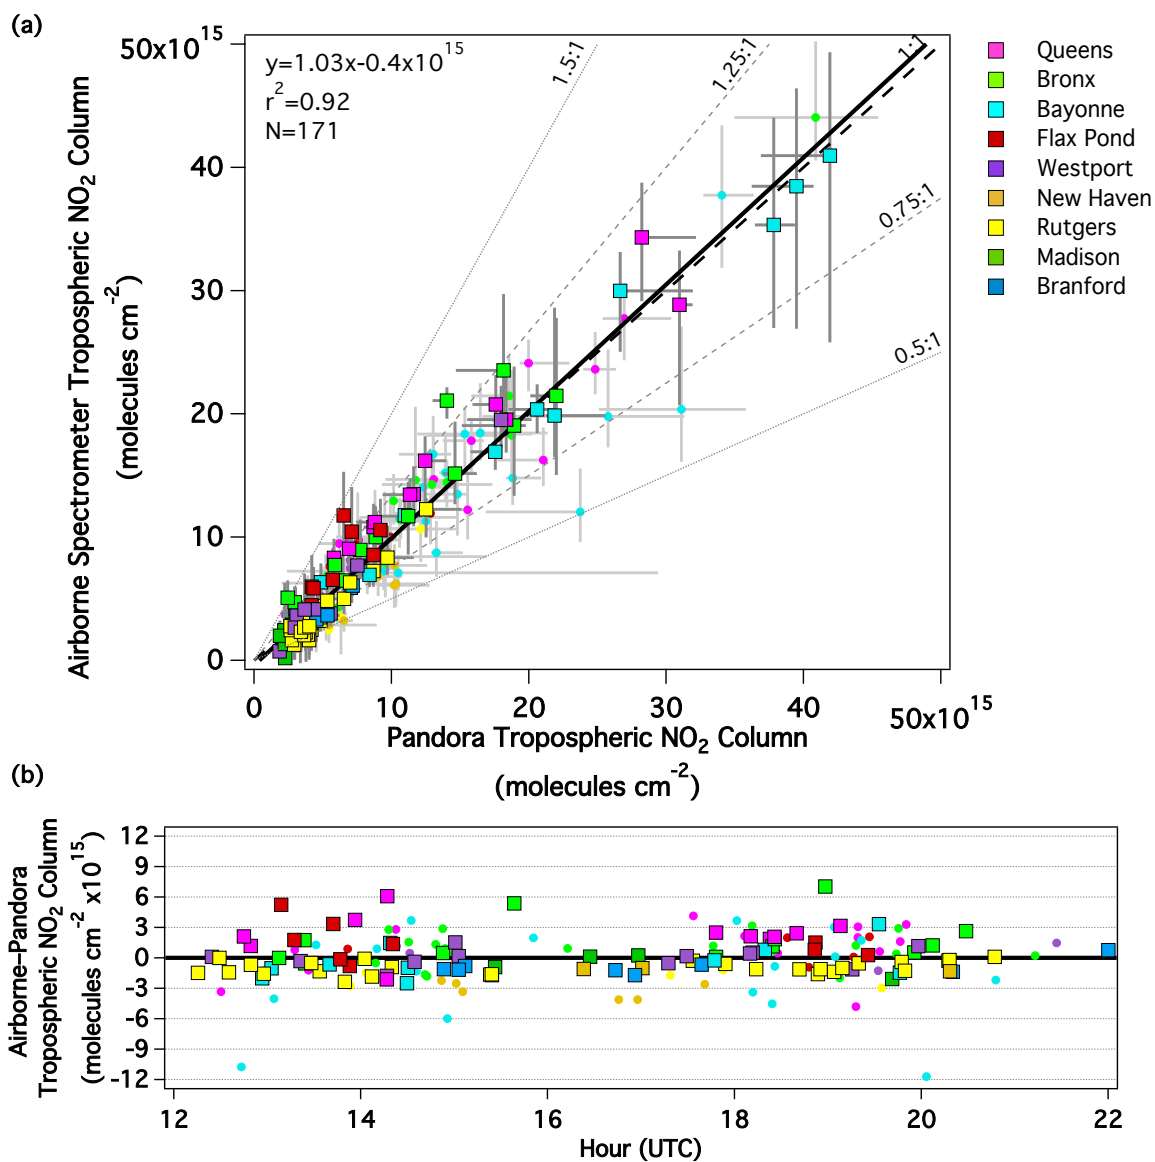 (a)
50x10^15
y=1.03x-0.4x10^15
r^2=0.92
N=171
1.5:1
1.25:1
1:1
0.75:1
0.5:1
40
30
20
10
0
Airborne Spectrometer Tropospheric NO2 Column
(molecules cm^-2)
0 10 20 30 40 50x10^15
Pandora Tropospheric NO2 Column
(molecules cm^-2)
Queens
Bronx
Bayonne
Flax Pond
Westport
New Haven
Rutgers
Madison
Branford
(b)
12
9
6
3
0
-3
-6
-9
-12
Airborne–Pandora
Tropospheric NO2 Column
(molecules cm^-2 x10^15)
12 14 16 18 20 22
Hour (UTC)